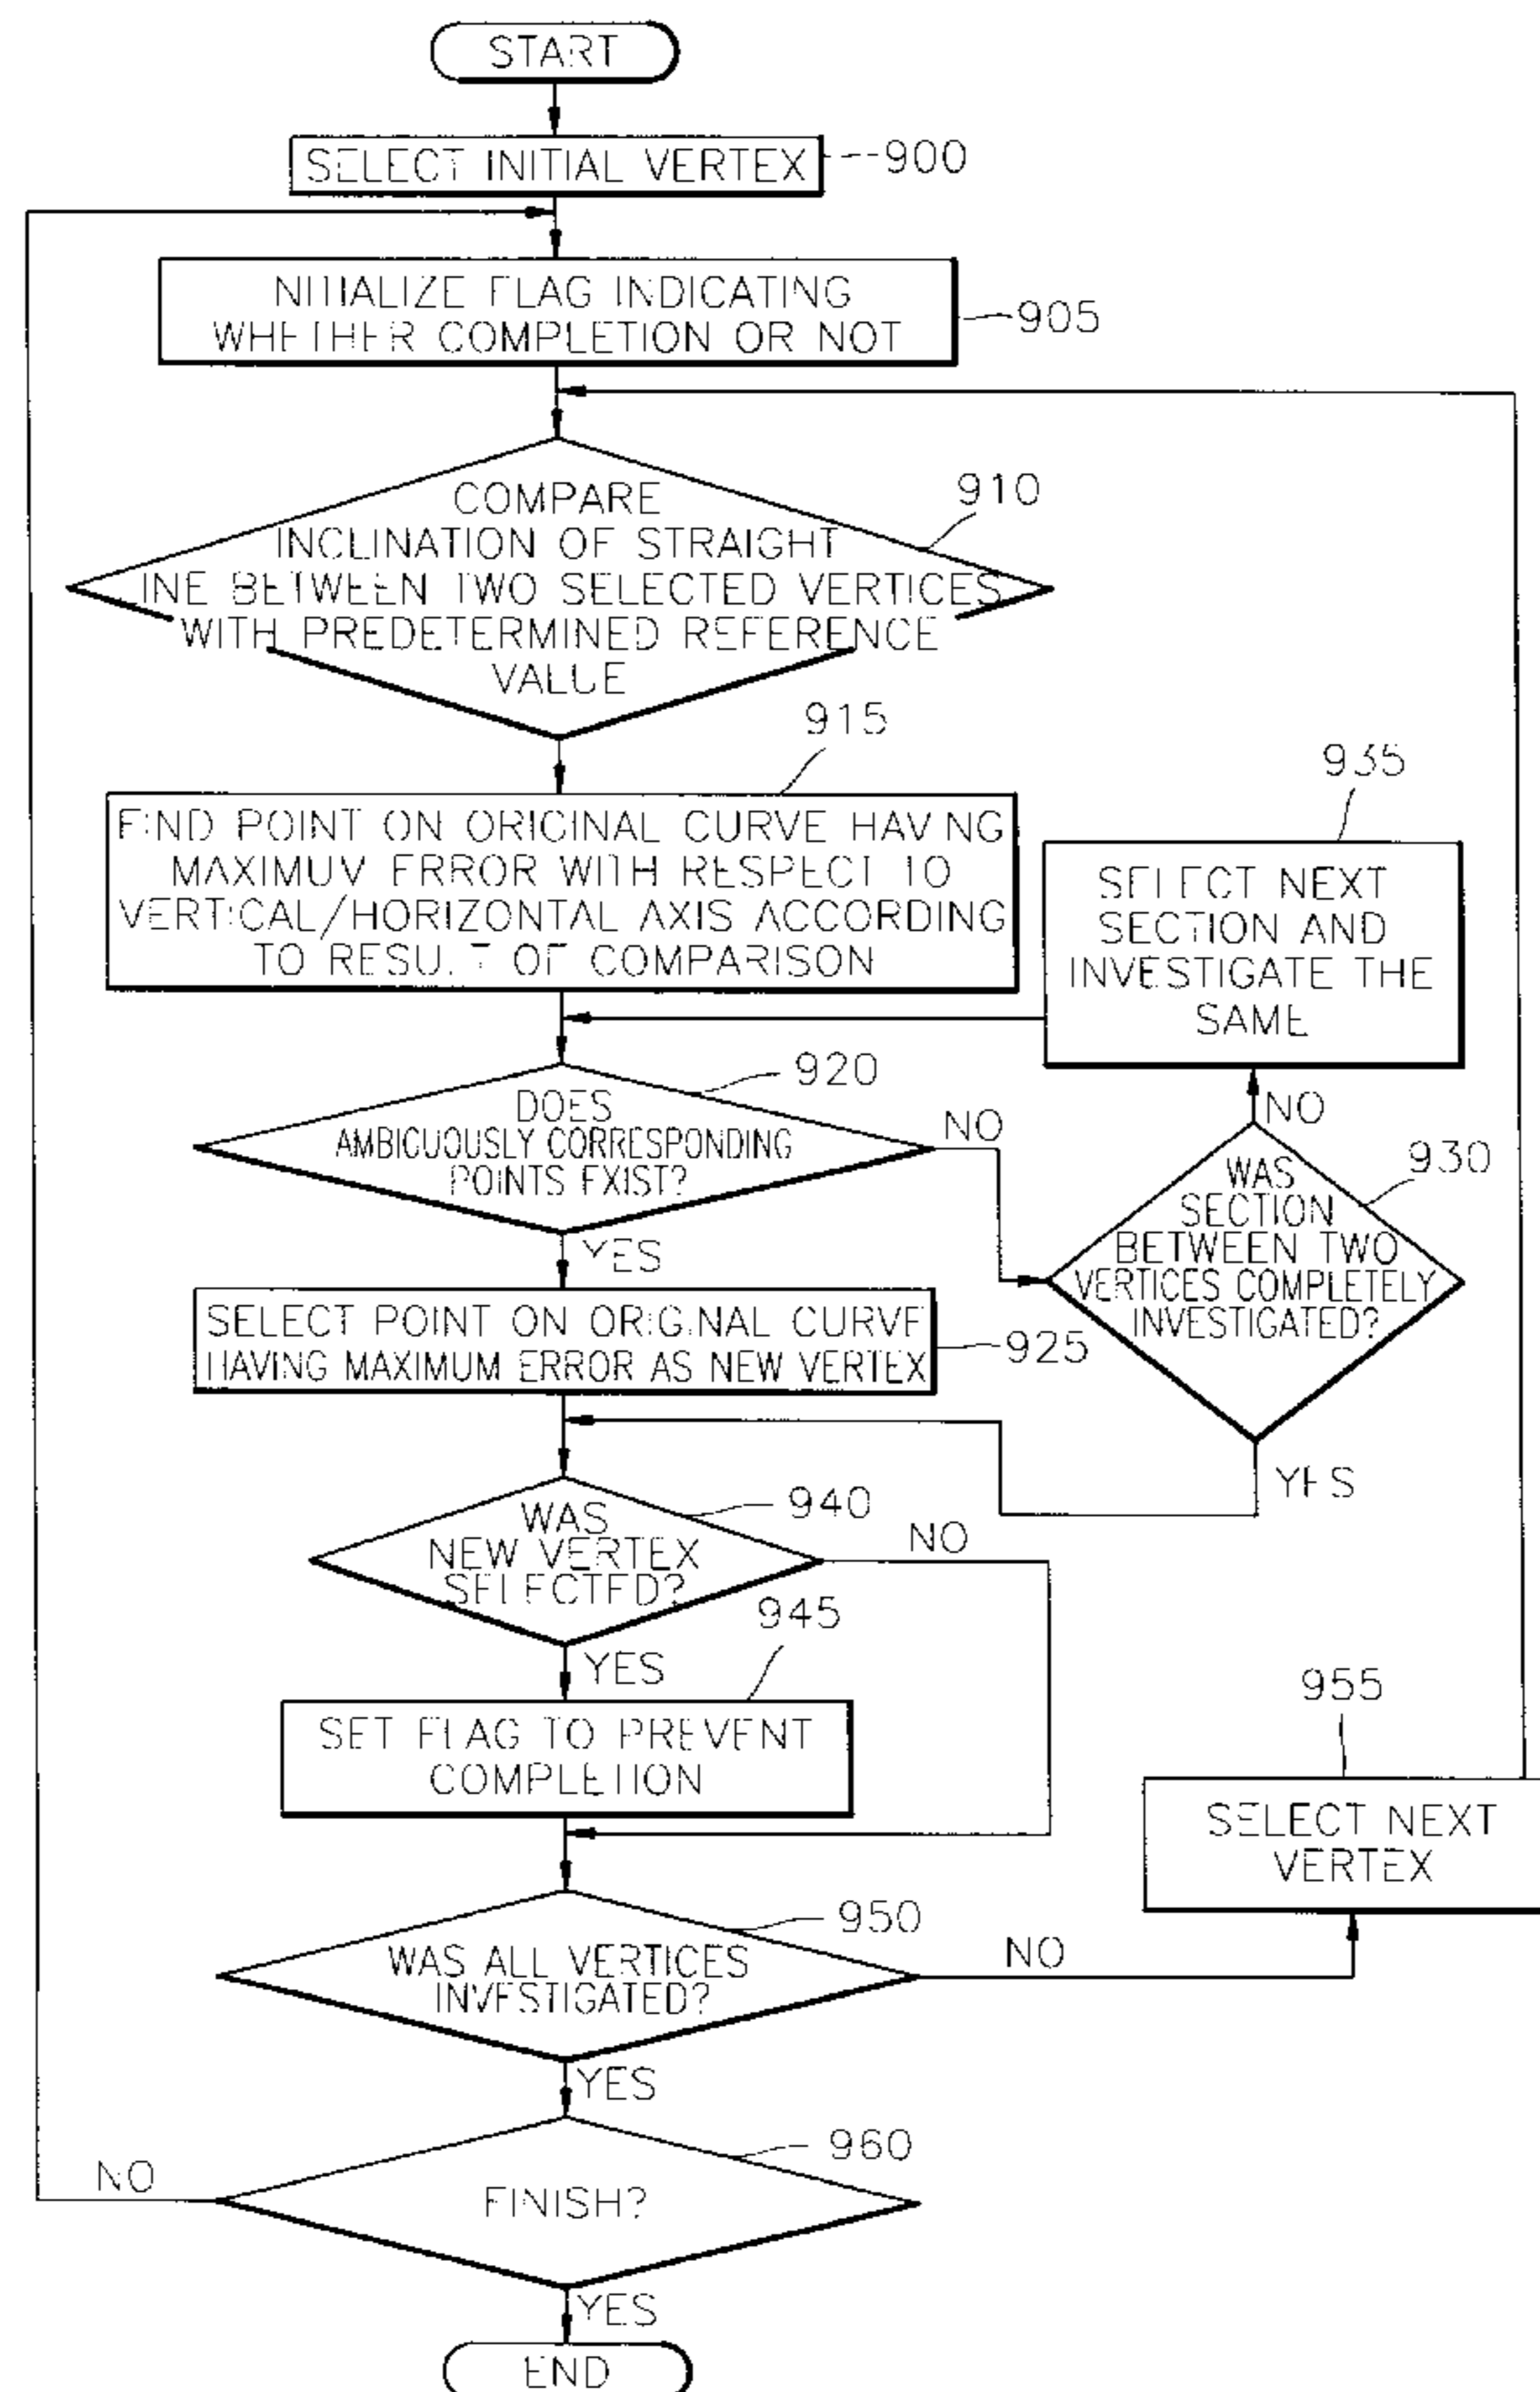 START
SELECT INITIAL VERTEX
900
INITIALIZE FLAG INDICATING
WHETHER COMPLETION OR NOT
905
COMPARE
INCLINATION OF STRAIGHT
LINE BETWEEN TWO SELECTED VERTICES
WITH PREDETERMINED REFERENCE
VALUE
910
915
FIND POINT ON ORIGINAL CURVE HAVING
MAXIMUM ERROR WITH RESPECT TO
VERTICAL/HORIZONTAL AXIS ACCORDING
TO RESULT OF COMPARISON
935
SELECT NEXT
SECTION AND
INVESTIGATE THE
SAME
920
DOES
AMBIGUOUSLY CORRESPONDING
POINTS EXIST?
NO
YES
NO
930
WAS
SECTION
BETWEEN TWO
VERTICES COMPLETELY
INVESTIGATED?
YES
SELECT POINT ON ORIGINAL CURVE
HAVING MAXIMUM ERROR AS NEW VERTEX
925
940
WAS
NEW VERTEX
SELECTED?
NO
YES
945
SET FLAG TO PREVENT
COMPLETION
955
SELECT NEXT
VERTEX
950
WAS ALL VERTICES
INVESTIGATED?
NO
YES
960
FINISH?
NO
YES
END